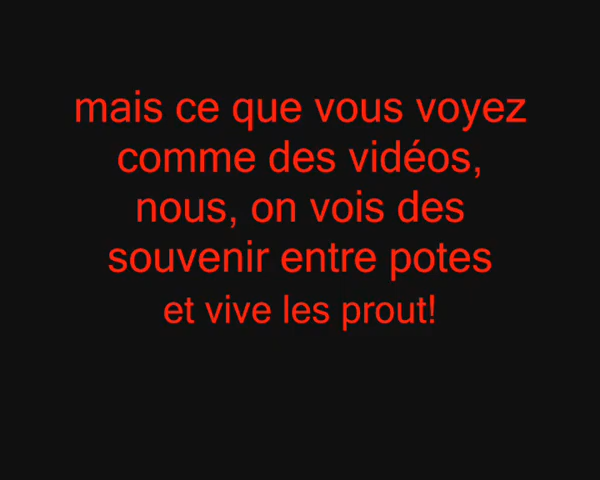 mais ce que vous voyez
comme des vidéos,
nous, on vois des
souvenir entre potes
et vive les prout!